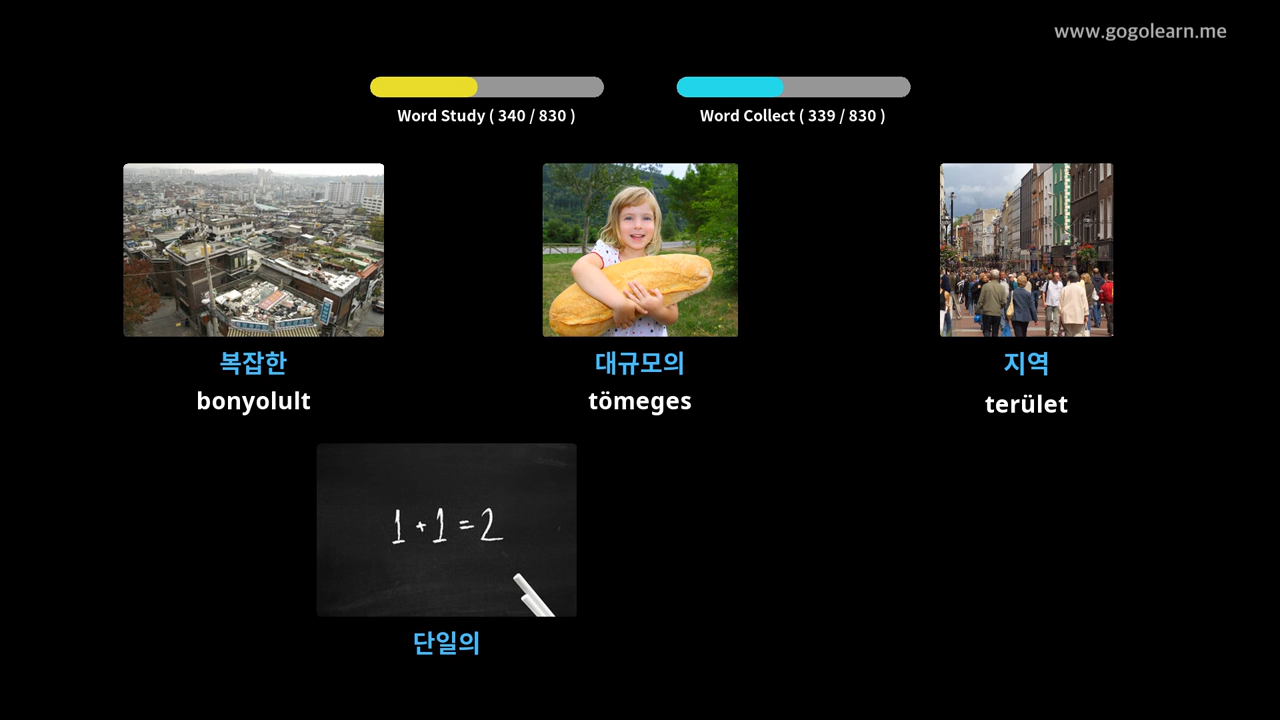 www.gogolearn.me
Word Study ( 340 / 830 )
Word Collect ( 339 / 830 )
복잡한
bonyolult
대규모의
tömeges
지역
terület
1 + 1 = 2
단일의